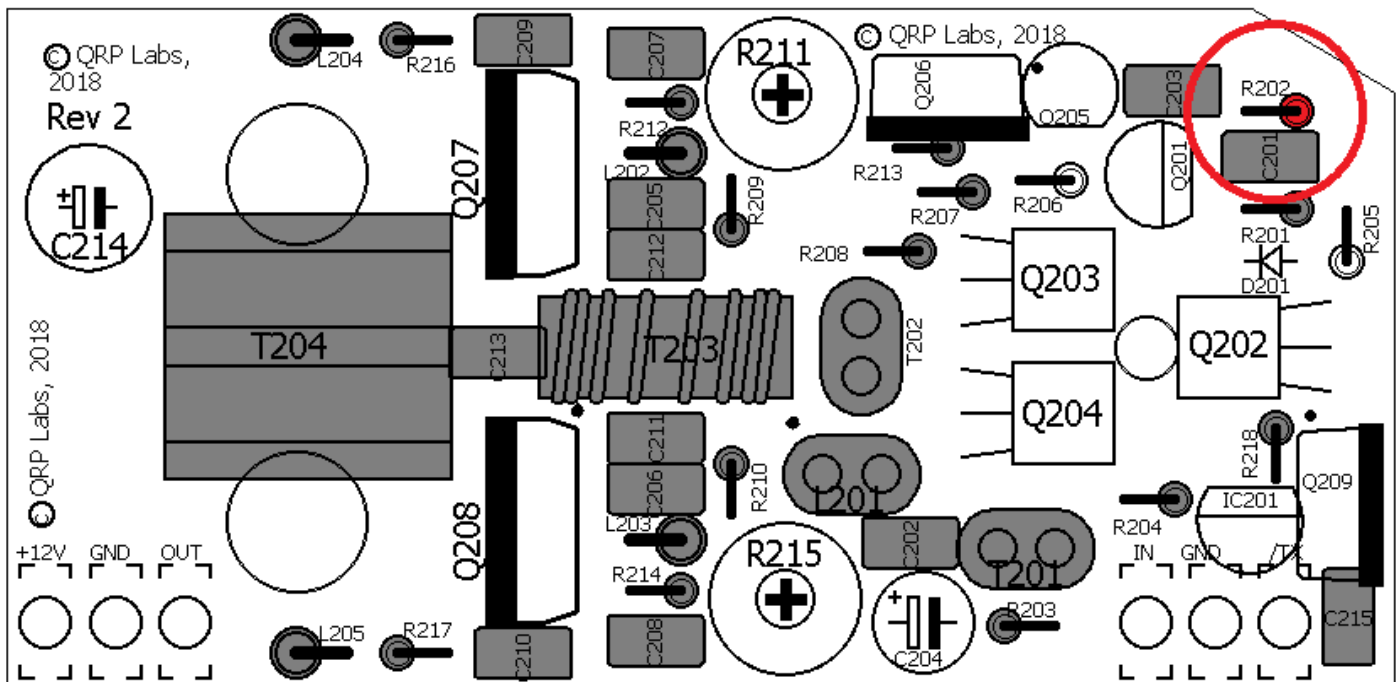 © QRP Labs,
2018
Rev 2
+
C214
L204
R216
C209
C207
R211
© QRP Labs, 2018
Q206
Q205
C203
R202
C201
R212
L202
Q207
C205
R209
C212
R213
R207
R206
Q201
R208
R201
D201
R205
Q203
Q202
T204
C213
T203
T202
Q204
© QRP Labs, 2018
C211
C206
R210
L201
R218
Q209
IC201
R204
Q208
L203
R215
C202
T201
R214
+
C204
R203
C208
C210
L205
R217
+12V
GND
OUT
IN
GND
/TX
C215